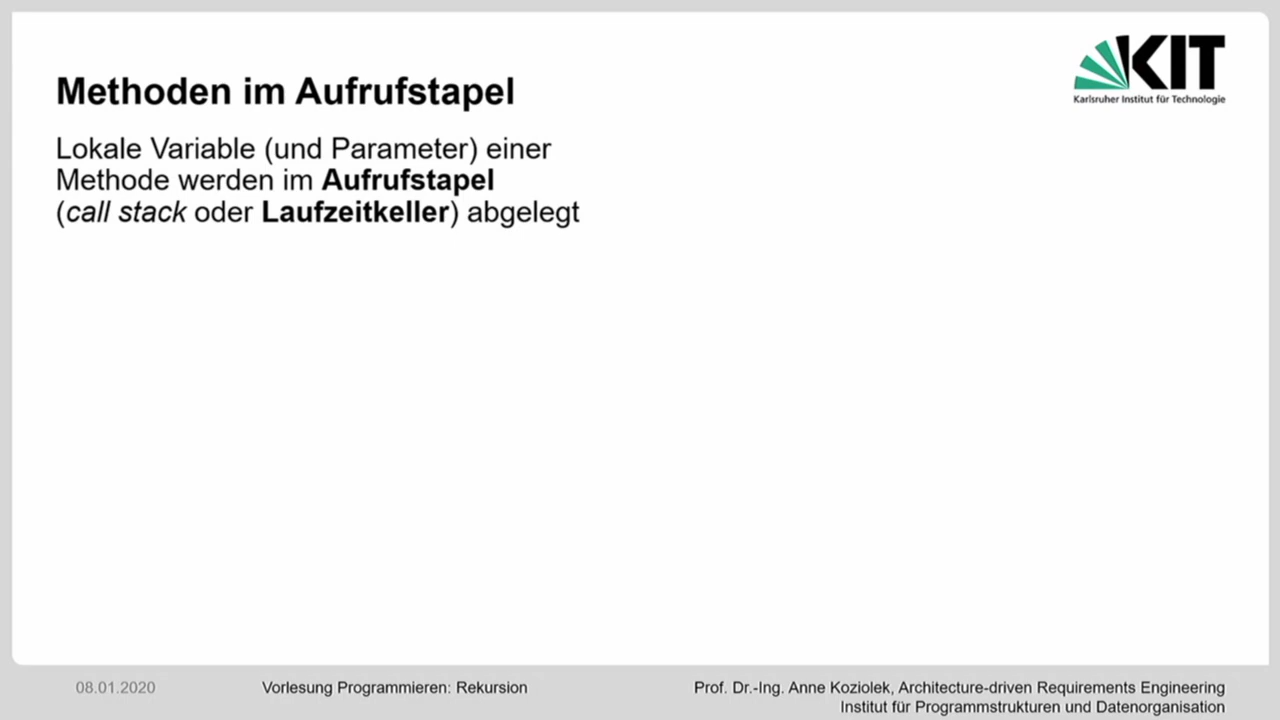 KIT
Karlsruher Institut für Technologie
Methoden im Aufrufstapel
Lokale Variable (und Parameter) einer
Methode werden im Aufrufstapel
(call stack oder Laufzeitkeller) abgelegt
08.01.2020
Vorlesung Programmieren: Rekursion
Prof. Dr.-Ing. Anne Koziolek, Architecture-driven Requirements Engineering
Institut für Programmstrukturen und Datenorganisation